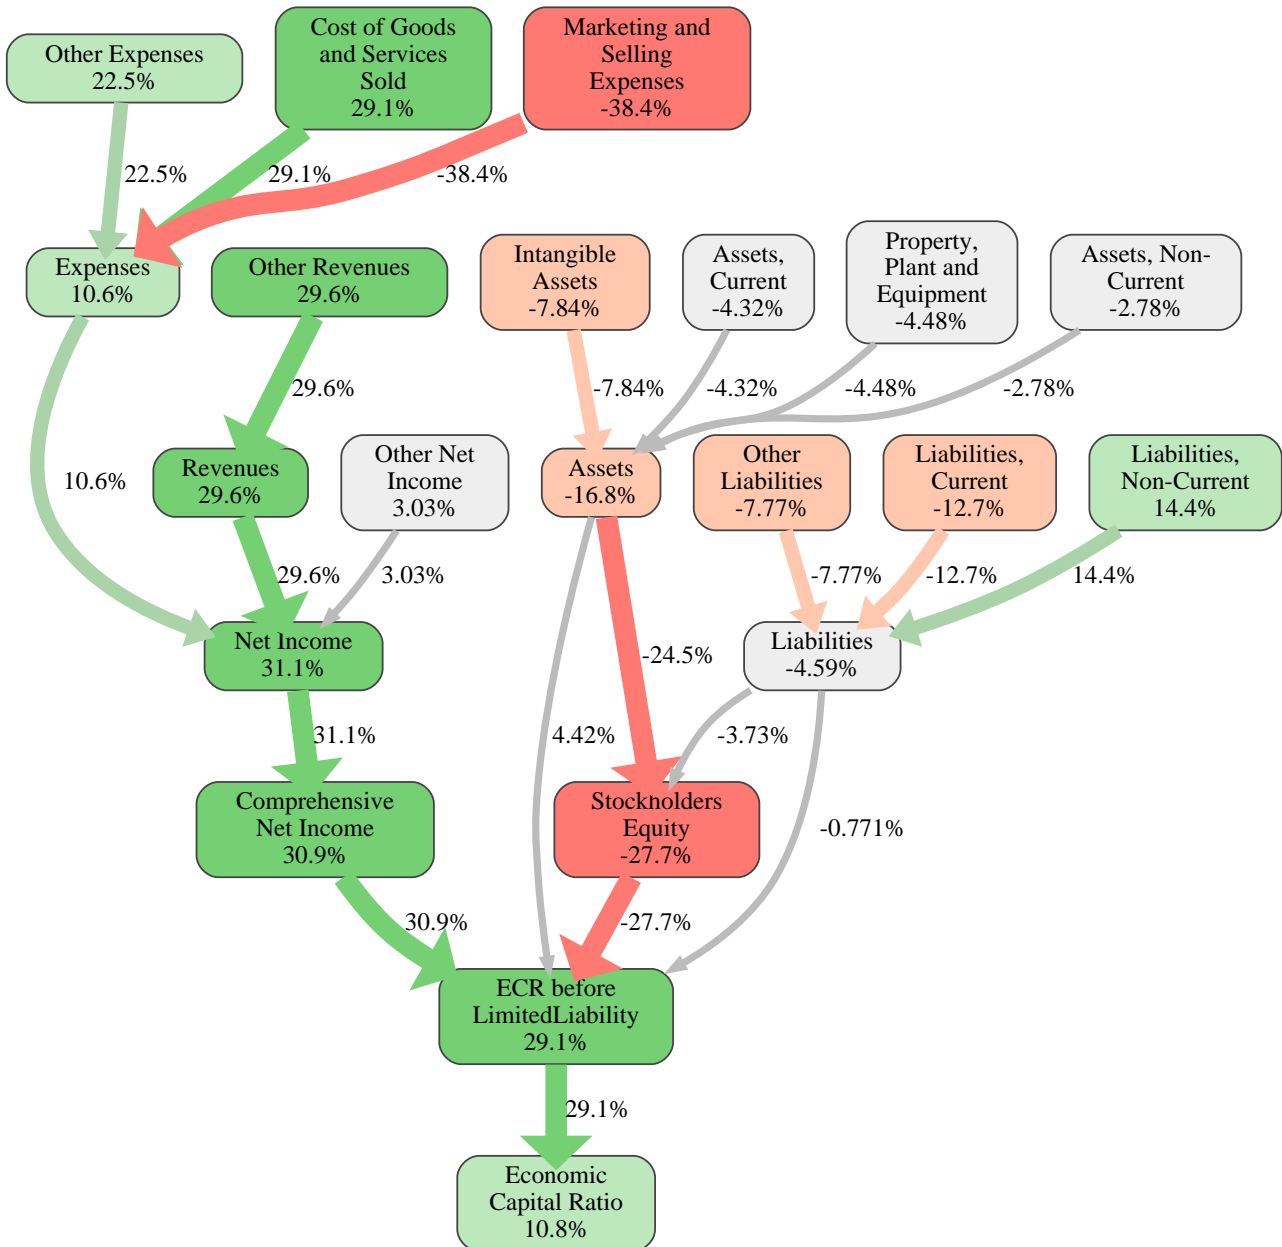 Other Expenses
22.5%
Cost of Goods
and Services
Sold
29.1%
Marketing and
Selling
Expenses
-38.4%
22.5%
29.1%
-38.4%
Expenses
10.6%
Other Revenues
29.6%
Intangible
Assets
-7.84%
Assets,
Current
-4.32%
Property,
Plant and
Equipment
-4.48%
Assets, Non-
Current
-2.78%
29.6%
-7.84%
-4.32%
-4.48%
-2.78%
10.6%
Revenues
29.6%
Other Net
Income
3.03%
Assets
-16.8%
Other
Liabilities
-7.77%
Liabilities,
Current
-12.7%
Liabilities,
Non-Current
14.4%
29.6%
3.03%
-7.77%
-12.7%
14.4%
Net Income
31.1%
-24.5%
Liabilities
-4.59%
31.1%
4.42%
-3.73%
Comprehensive
Net Income
30.9%
Stockholders
Equity
-27.7%
-0.771%
30.9%
-27.7%
ECR before
LimitedLiability
29.1%
29.1%
Economic
Capital Ratio
10.8%